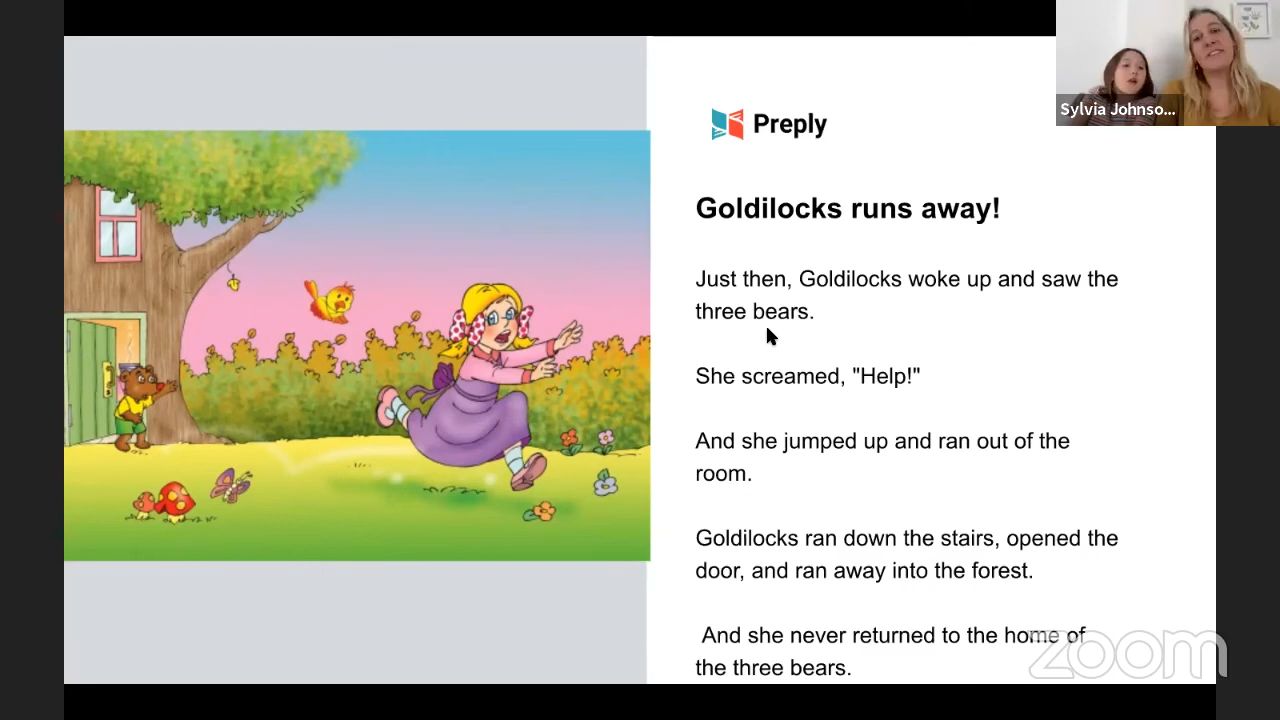 Sylvia Johnso...
Preply
Goldilocks runs away!
Just then, Goldilocks woke up and saw the
three bears.
She screamed, "Help!"
And she jumped up and ran out of the
room.
Goldilocks ran down the stairs, opened the
door, and ran away into the forest.
And she never returned to the home of
the three bears.
zoom